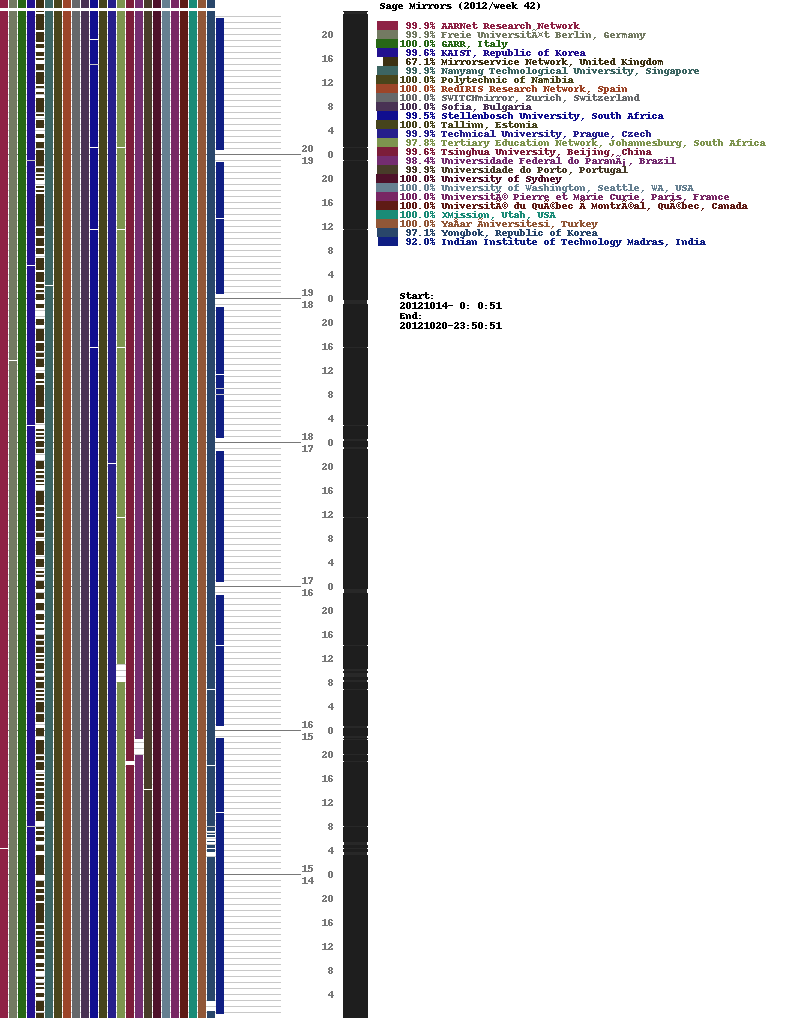 Sage Mirrors (2012/week 42)
99.9% AARNet Research Network
99.9% Freie UniversitÃ¤t Berlin, Germany
100.0% GARR, Italy
99.6% KAIST, Republic of Korea
67.1% Mirrorservice Network, United Kingdom
99.9% Nanyang Technological University, Singapore
100.0% Polytechnic of Namibia
100.0% RedIRIS Research Network, Spain
100.0% SWITCHmirror, Zurich, Switzerland
100.0% Sofia, Bulgaria
99.5% Stellenbosch University, South Africa
100.0% Tallinn, Estonia
99.9% Technical University, Prague, Czech
97.8% Tertiary Education Network, Johannesburg, South Africa
99.6% Tsinghua University, Beijing, China
98.4% Universidade Federal do ParanÃ¡, Brazil
99.9% Universidade do Porto, Portugal
100.0% University of Sydney
100.0% University of Washington, Seattle, WA, USA
100.0% UniversitÃ© Pierre et Marie Curie, Paris, France
100.0% UniversitÃ© du QuÃ©bec Ã MontrÃ©al, QuÃ©bec, Canada
100.0% XMission, Utah, USA
100.0% YaÅar Ãniversitesi, Turkey
97.1% Yongbok, Republic of Korea
92.0% Indian Institute of Technology Madras, India
Start:
20121014- 0: 0:51
End:
20121020-23:50:51
20
16
12
8
4
20
0
19
20
16
12
8
4
19
0
18
20
16
12
8
4
18
0
17
20
16
12
8
4
17
0
16
20
16
12
8
4
16
0
15
20
16
12
8
4
15
0
14
20
16
12
8
4